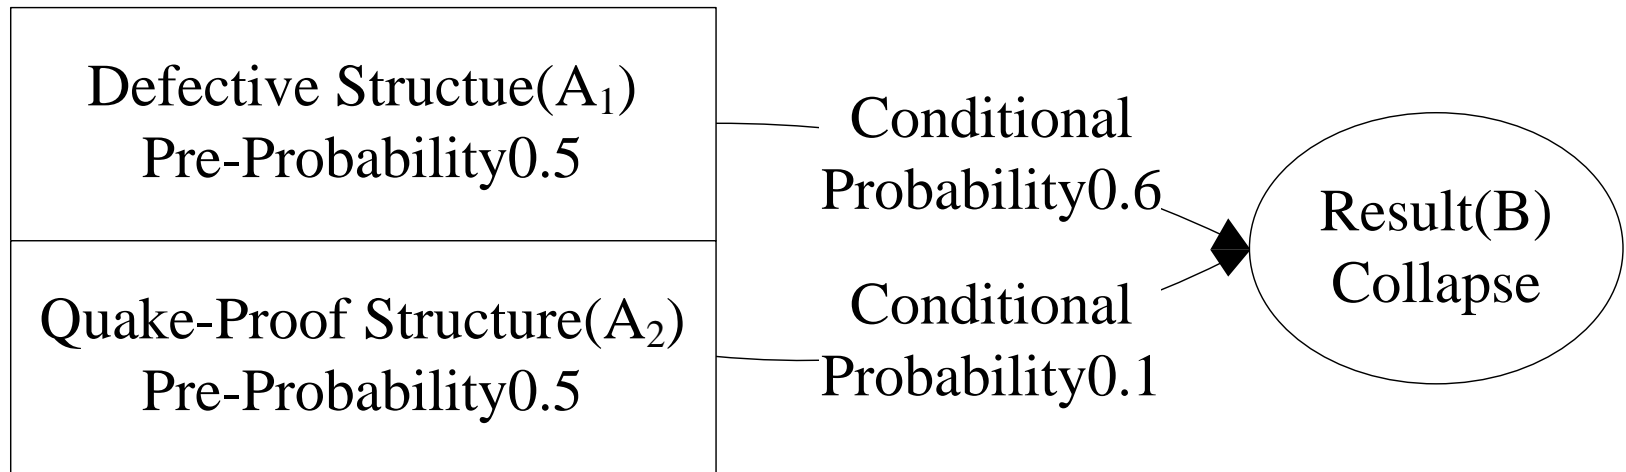 Defective Structue(A₁)
Pre-Probability0.5
Conditional
Probability0.6
Quake-Proof Structure(A₂)
Pre-Probability0.5
Conditional
Probability0.1
Result(B)
Collapse